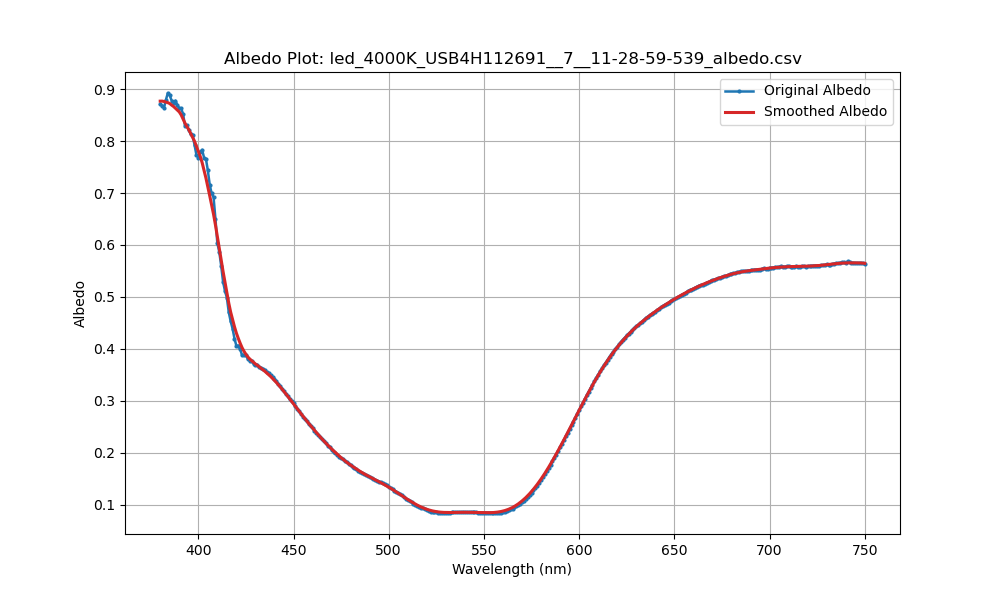 Albedo Plot: led_4000K_USB4H112691__7__11-28-59-539_albedo.csv
Original Albedo
Smoothed Albedo
0.9
0.8
0.7
0.6
0.5
0.4
0.3
0.2
0.1
Albedo
400 450 500 550 600 650 700 750
Wavelength (nm)